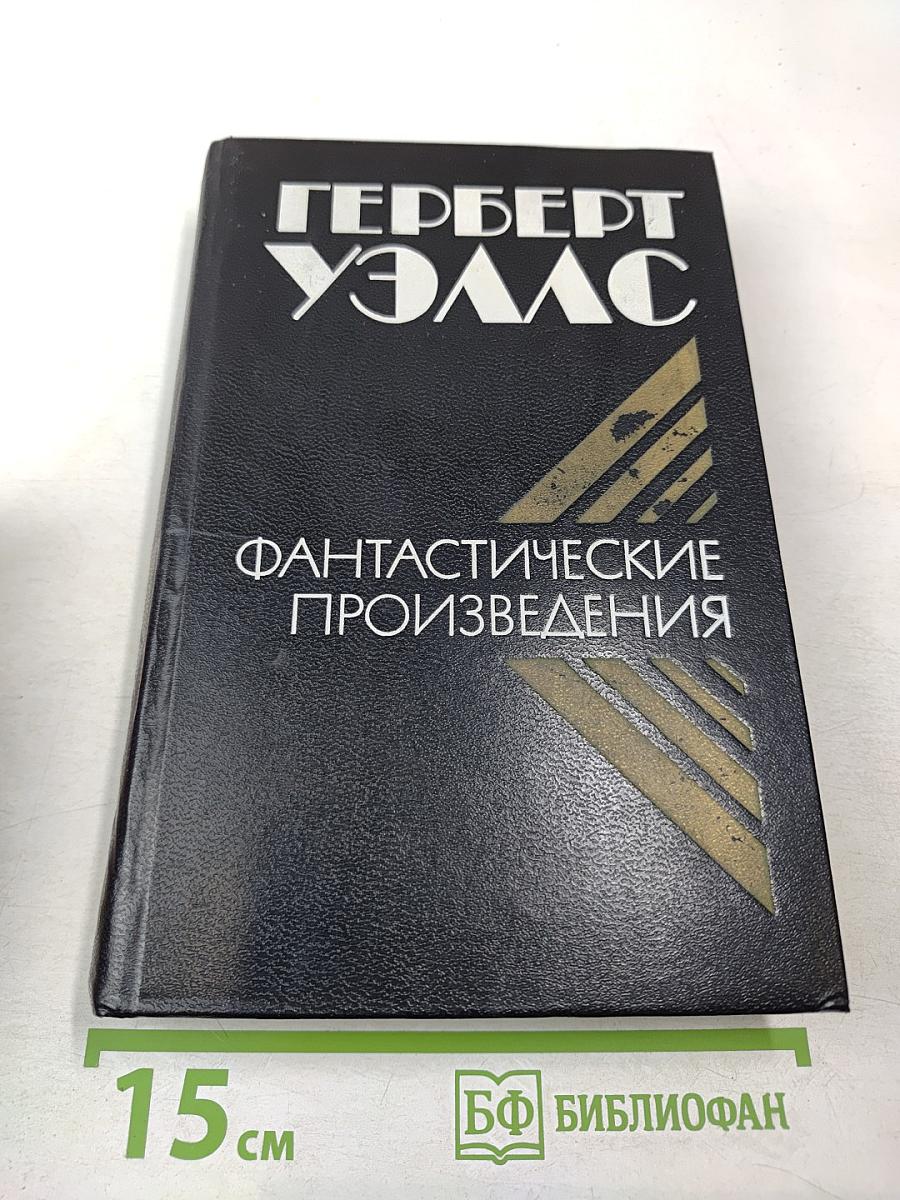 ГЕРБЕРТ
УЭЛЛС
ФАНТАСТИЧЕСКИЕ
ПРОИЗВЕДЕНИЯ
15 см
БФ БИБЛИОФАН